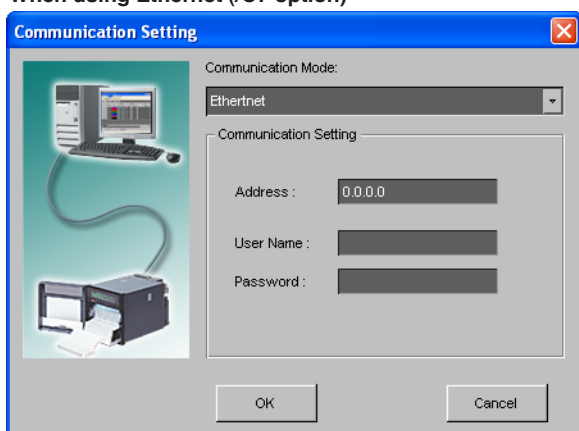 When using Ethernet (/C7 option)
Communication Setting
Communication Mode:
Ethertnet
Communication Setting
Address :
0.0.0.0
User Name :
Password :
OK
Cancel